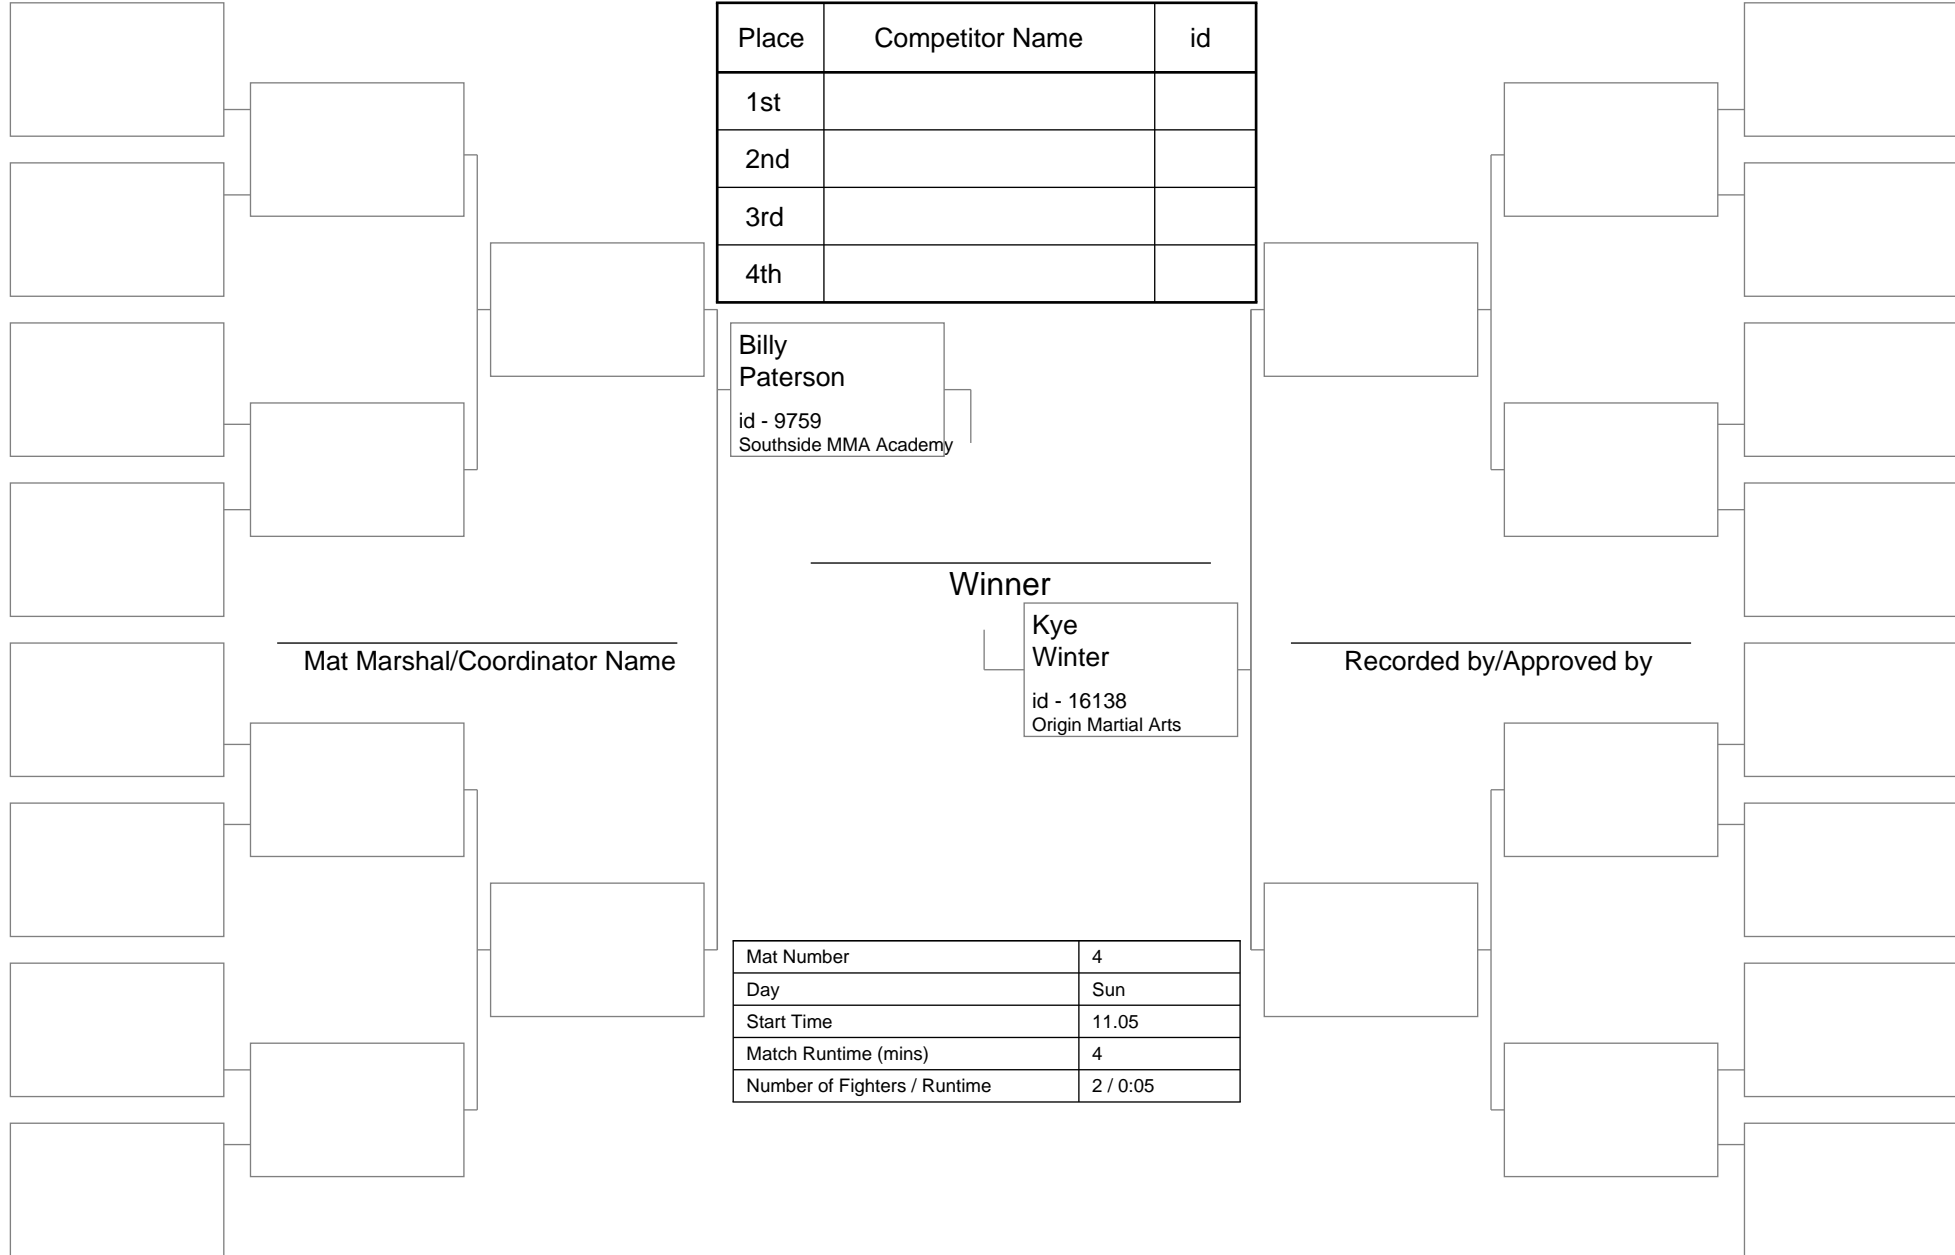 Place Competitor Name id
1st
2nd
3rd
4th
Billy
Paterson
id - 9759
Southside MMA Academy
Winner
Kye
Winter
id - 16138
Origin Martial Arts
Mat Marshal/Coordinator Name
Recorded by/Approved by
Mat Number 4
Day Sun
Start Time 11.05
Match Runtime (mins) 4
Number of Fighters / Runtime 2 / 0:05